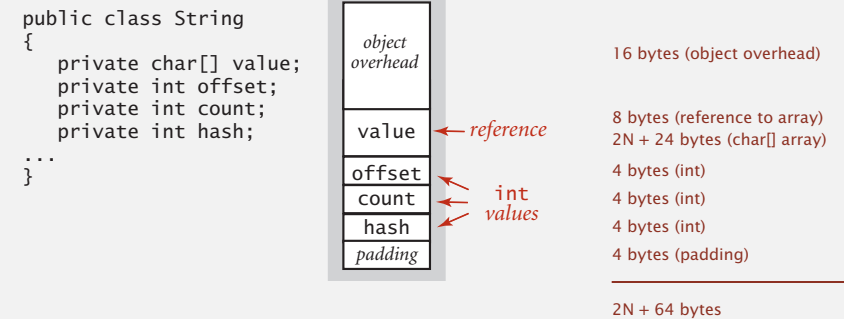 public class String
{
private char[] value;
private int offset;
private int count;
private int hash;
...
}
object
overhead
value
offset
count
hash
padding
reference
int
values
16 bytes (object overhead)
8 bytes (reference to array)
2N + 24 bytes (char[] array)
4 bytes (int)
4 bytes (int)
4 bytes (int)
4 bytes (padding)
2N + 64 bytes